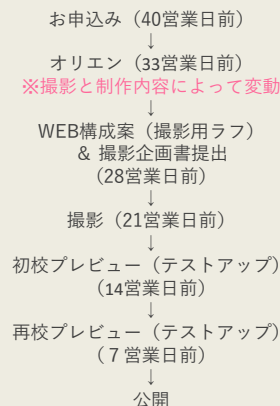 お申込み（40営業日前）
↓
オリエン（33営業日前）
※撮影と制作内容によって変動
↓
WEB構成案（撮影用ラフ）
& 撮影企画書提出
（28営業日前）
↓
撮影（21営業日前）
↓
初校プレビュー（テストアップ）
（14営業日前）
↓
再校プレビュー（テストアップ）
（７営業日前）
↓
公開